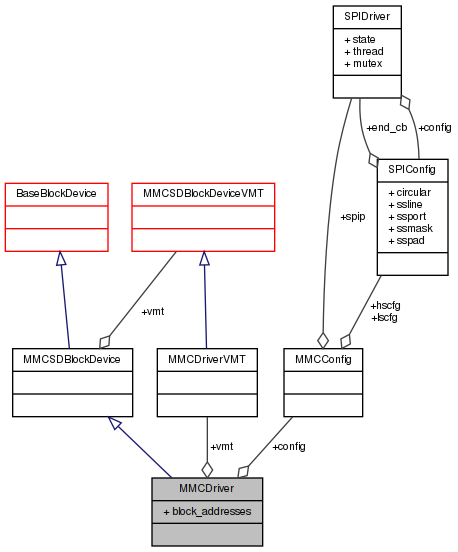 SPIDriver
+ state
+ thread
+ mutex
+end_cb
+config
SPIConfig
+ circular
+ ssline
+ ssport
+ ssmask
+ sspad
BaseBlockDevice
MMCSDBlockDeviceVMT
+spip
+vmt
+hscfg
+lscfg
MMCSDBlockDevice
MMCDriverVMT
MMCConfig
+vmt
+config
MMCDriver
+ block_addresses